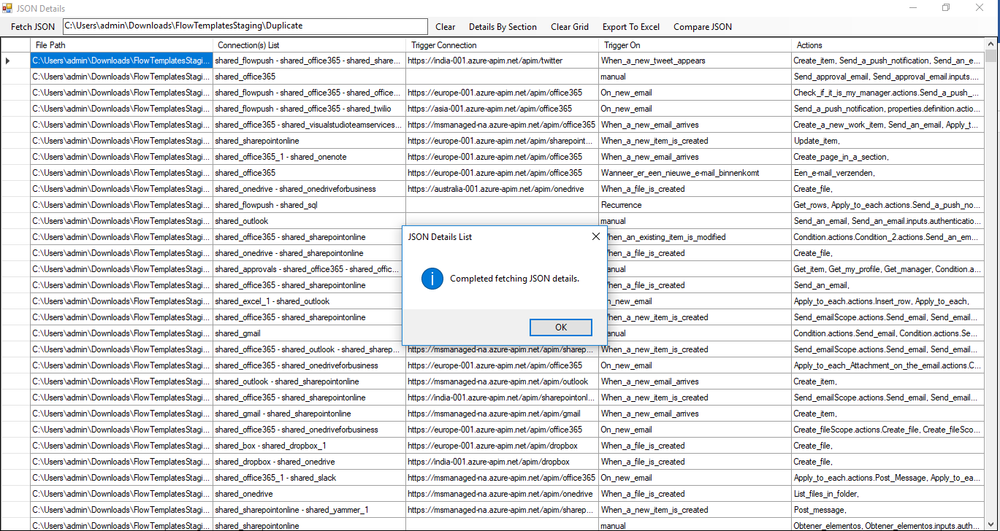 JSON Details
Fetch JSON C:\Users\admin\Downloads\FlowTemplatesStaging\Duplicate Clear Details By Section Clear Grid Export To Excel Compare JSON
File Path Connection(s) List Trigger Connection Trigger On Actions
C:\Users\admin\Downloads\FlowTemplatesStagi... shared_flowpush - shared_office365 - shared_share... https://india-001.azure-apim.net/apim/twitter When_a_new_tweet_appears Create_item, Send_a_push_notification, Send_an_e...
C:\Users\admin\Downloads\FlowTemplatesStagi... shared_office365 manual Send_approval_email, Send_approval_email.inputs....
C:\Users\admin\Downloads\FlowTemplatesStagi... shared_flowpush - shared_office365 - shared_office... https://europe-001.azure-apim.net/apim/office365 On_new_email Check_if_it_is_my_manager.actions.Send_a_push_...
C:\Users\admin\Downloads\FlowTemplatesStagi... shared_flowpush - shared_office365 - shared_twilio https://asia-001.azure-apim.net/apim/office365 On_new_email Send_a_push_notification, properties.definition.actio...
C:\Users\admin\Downloads\FlowTemplatesStagi... shared_office365 - shared_visualstudioteamservices... https://msmanaged-na.azure-apim.net/apim/office365 When_a_new_email_arrives Create_a_new_work_item, Send_an_email, Apply_t...
C:\Users\admin\Downloads\FlowTemplatesStagi... shared_sharepointonline https://europe-001.azure-apim.net/apim/sharepoint... When_a_new_item_is_created Update_item,
C:\Users\admin\Downloads\FlowTemplatesStagi... shared_office365_1 - shared_onenote https://europe-001.azure-apim.net/apim/office365 When_a_new_email_arrives Create_page_in_a_section,
C:\Users\admin\Downloads\FlowTemplatesStagi... shared_office365 https://europe-001.azure-apim.net/apim/office365 Wanneer_er_een_nieuwe_e-mail_binnenkomt Een_e-mail_verzenden,
C:\Users\admin\Downloads\FlowTemplatesStagi... shared_onedrive - shared_onedriveforbusiness https://australia-001.azure-apim.net/apim/onedrive When_a_file_is_created Create_file,
C:\Users\admin\Downloads\FlowTemplatesStagi... shared_flowpush - shared_sql Recurrence Get_rows, Apply_to_each.actions.Send_a_push_no...
C:\Users\admin\Downloads\FlowTemplatesStagi... shared_outlook manual Send_an_email, Send_an_email.inputs.authenticatio...
C:\Users\admin\Downloads\FlowTemplatesStagi... shared_office365 - shared_sharepointonline hen_an_existing_item_is_modified Condition.actions.Condition_2.actions.Send_an_em...
C:\Users\admin\Downloads\FlowTemplatesStagi... shared_onedrive - shared_sharepointonline hen_a_file_is_created Create_file,
C:\Users\admin\Downloads\FlowTemplatesStagi... shared_approvals - shared_office365 - shared_offic... anual Get_item, Get_my_profile, Get_manager, Condition.a...
C:\Users\admin\Downloads\FlowTemplatesStagi... shared_office365 - shared_sharepointonline hen_a_file_is_created Send_an_email,
C:\Users\admin\Downloads\FlowTemplatesStagi... shared_excel_1 - shared_outlook n_new_email Apply_to_each.actions.Insert_row, Apply_to_each,
C:\Users\admin\Downloads\FlowTemplatesStagi... shared_office365 - shared_sharepointonline hen_a_new_item_is_created Send_emailScope.actions.Send_email, Send_email...
C:\Users\admin\Downloads\FlowTemplatesStagi... shared_gmail anual Condition.actions.Send_email, Condition.actions.Se...
C:\Users\admin\Downloads\FlowTemplatesStagi... shared_office365 - shared_outlook - shared_sharep... https://msmanaged-na.azure-apim.net/apim/sharep... When_a_new_item_is_created Send_emailScope.actions.Send_email, Send_email...
C:\Users\admin\Downloads\FlowTemplatesStagi... shared_office365 - shared_onedriveforbusiness https://europe-001.azure-apim.net/apim/office365 On_new_email Apply_to_each_Attachment_on_the_email.actions.C...
C:\Users\admin\Downloads\FlowTemplatesStagi... shared_outlook - shared_sharepointonline https://msmanaged-na.azure-apim.net/apim/outlook When_a_new_email_arrives Create_item,
C:\Users\admin\Downloads\FlowTemplatesStagi... shared_office365 - shared_sharepointonline https://india-001.azure-apim.net/apim/sharepointonl... When_a_new_item_is_created Send_emailScope.actions.Send_email, Send_email...
C:\Users\admin\Downloads\FlowTemplatesStagi... shared_gmail - shared_sharepointonline https://msmanaged-na.azure-apim.net/apim/gmail When_a_new_email_arrives Create_item,
C:\Users\admin\Downloads\FlowTemplatesStagi... shared_office365 - shared_onedriveforbusiness https://europe-001.azure-apim.net/apim/office365 On_new_email Create_fileScope.actions.Create_file, Create_fileSco...
C:\Users\admin\Downloads\FlowTemplatesStagi... shared_box - shared_dropbox_1 https://europe-001.azure-apim.net/apim/dropbox When_a_file_is_created Create_file,
C:\Users\admin\Downloads\FlowTemplatesStagi... shared_dropbox - shared_onedrive https://india-001.azure-apim.net/apim/dropbox When_a_file_is_created Create_file,
C:\Users\admin\Downloads\FlowTemplatesStagi... shared_office365_1 - shared_slack https://msmanaged-na.azure-apim.net/apim/office365 On_new_email Apply_to_each.actions.Post_Message, Apply_to_ea...
C:\Users\admin\Downloads\FlowTemplatesStagi... shared_onedrive https://msmanaged-na.azure-apim.net/apim/onedrive When_a_file_is_created List_files_in_folder,
C:\Users\admin\Downloads\FlowTemplatesStagi... shared_sharepointonline - shared_yammer_1 https://msmanaged-na.azure-apim.net/apim/sharep... When_a_new_item_is_created Post_message,
C:\Users\admin\Downloads\FlowTemplatesStagi... shared_sharepointonline manual Obtener_elementos, Obtener_elementos.inputs.auth...
JSON Details List
Completed fetching JSON details.
OK